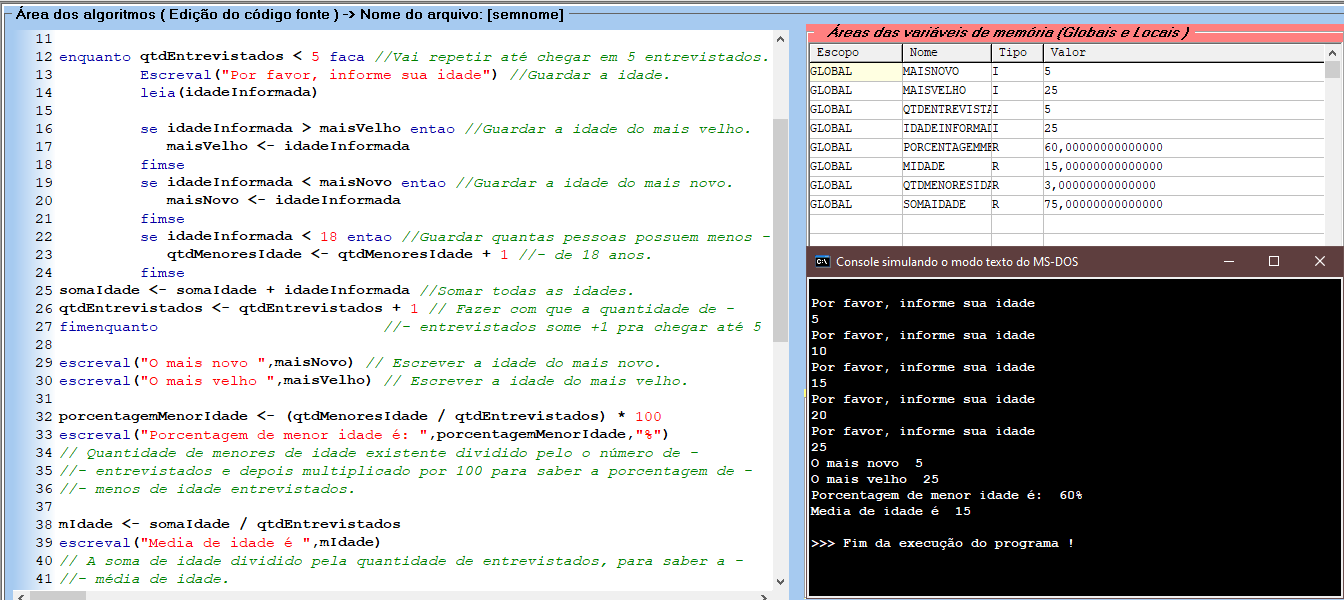 Área dos algoritmos ( Edição do código fonte ) -> Nome do arquivo: [semnome]
11
12 enquanto qtdEntrevistados < 5 faca //Vai repetir até chegar em 5 entrevistados.
13 Escreval("Por favor, informe sua idade") //Guardar a idade.
14 leia(idadeInformada)
15
16 se idadeInformada > maisVelho entao //Guardar a idade do mais velho.
17 maisVelho <- idadeInformada
18 fimse
19 se idadeInformada < maisNovo entao //Guardar a idade do mais novo.
20 maisNovo <- idadeInformada
21 fimse
22 se idadeInformada < 18 entao //Guardar quantas pessoas possuem menos -
23 qtdMenoresIdade <- qtdMenoresIdade + 1 //- de 18 anos.
24 fimse
25 somaIdade <- somaIdade + idadeInformada //Somar todas as idades.
26 qtdEntrevistados <- qtdEntrevistados + 1 // Fazer com que a quantidade de -
27 fimenquanto //- entrevistados some +1 pra chegar até 5
28
29 escreval("O mais novo ",maisNovo) // Escrever a idade do mais novo.
30 escreval("O mais velho ",maisVelho) // Escrever a idade do mais velho.
31
32 porcentagemMenorIdade <- (qtdMenoresIdade / qtdEntrevistados) * 100
33 escreval("Porcentagem de menor idade é: ",porcentagemMenorIdade,"%")
34 // Quantidade de menores de idade existente dividido pelo o número de -
35 //- entrevistados e depois multiplicado por 100 para saber a porcentagem de -
36 //- menos de idade entrevistados.
37
38 mIdade <- somaIdade / qtdEntrevistados
39 escreval("Media de idade é ",mIdade)
40 // A soma de idade dividido pela quantidade de entrevistados, para saber a -
41 //- média de idade.
Áreas das variáveis de memória (Globais e Locais )
Escopo Nome Tipo Valor
GLOBAL MAISNOVO I 5
GLOBAL MAISVELHO I 25
GLOBAL QTDENTREVISTA I 5
GLOBAL IDADEINFORMAD I 25
GLOBAL PORCENTAGEMME R 60,00000000000000
GLOBAL MIDADE R 15,00000000000000
GLOBAL QTDMENORESIDA R 3,00000000000000
GLOBAL SOMAIDADE R 75,00000000000000
C:\ Console simulando o modo texto do MS-DOS
Por favor, informe sua idade
5
Por favor, informe sua idade
10
Por favor, informe sua idade
15
Por favor, informe sua idade
20
Por favor, informe sua idade
25
O mais novo 5
O mais velho 25
Porcentagem de menor idade é: 60%
Media de idade é 15
>>> Fim da execução do programa !